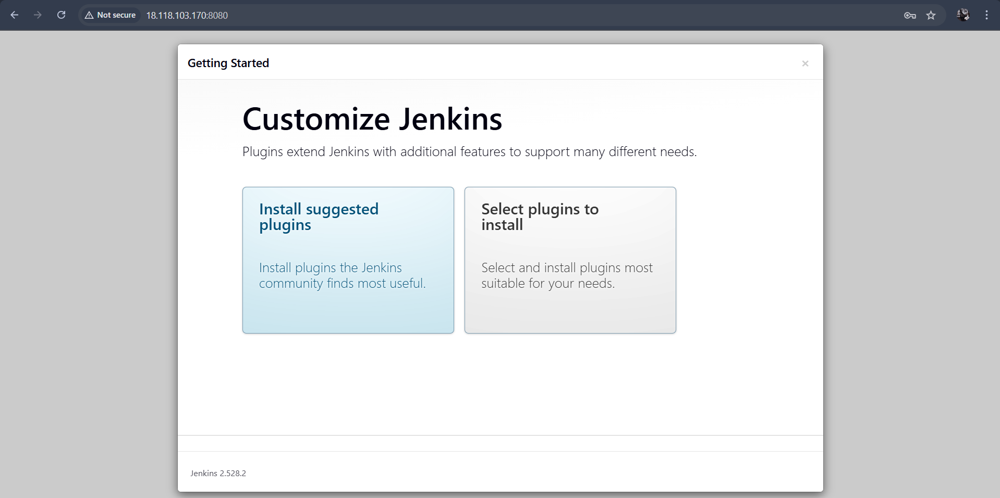 Not secure
18.118.103.170:8080
Getting Started
×
Customize Jenkins
Plugins extend Jenkins with additional features to support many different needs.
Install suggested
plugins
Install plugins the Jenkins
community finds most useful.
Select plugins to
install
Select and install plugins most
suitable for your needs.
Jenkins 2.528.2